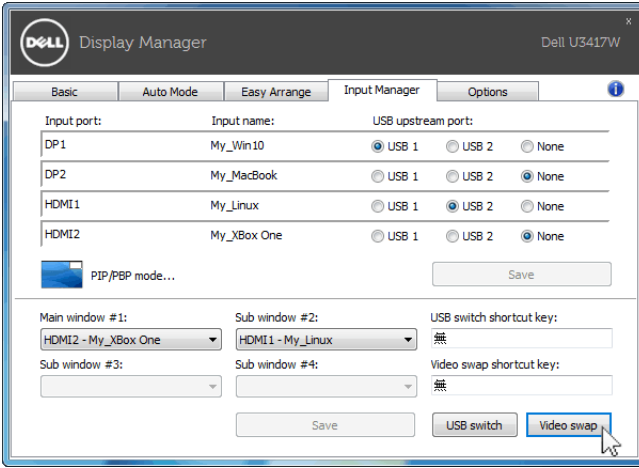 DELL Display Manager
x
Dell U3417W
Basic Auto Mode Easy Arrange Input Manager Options i
Input port: Input name: USB upstream port:
DP1 My_Win10 USB 1 USB 2 None
DP2 My_MacBook USB 1 USB 2 None
HDMI1 My_Linux USB 1 USB 2 None
HDMI2 My_XBox One USB 1 USB 2 None
PIP/PBP mode... Save
Main window #1: Sub window #2: USB switch shortcut key:
HDMI2 - My_XBox One HDMI1 - My_Linux 無
Sub window #3: Sub window #4: Video swap shortcut key:
無
Save USB switch Video swap